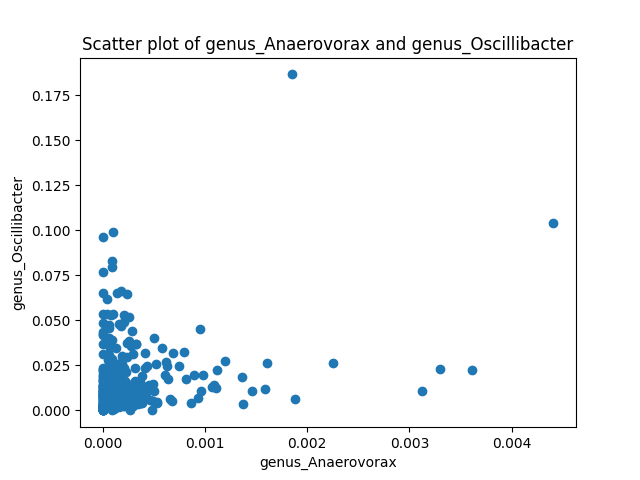 Scatter plot of genus_Anaerovorax and genus_Oscillibacter
0.175
0.150
0.125
0.100
0.075
0.050
0.025
0.000
genus_Oscillibacter
0.000 0.001 0.002 0.003 0.004
genus_Anaerovorax